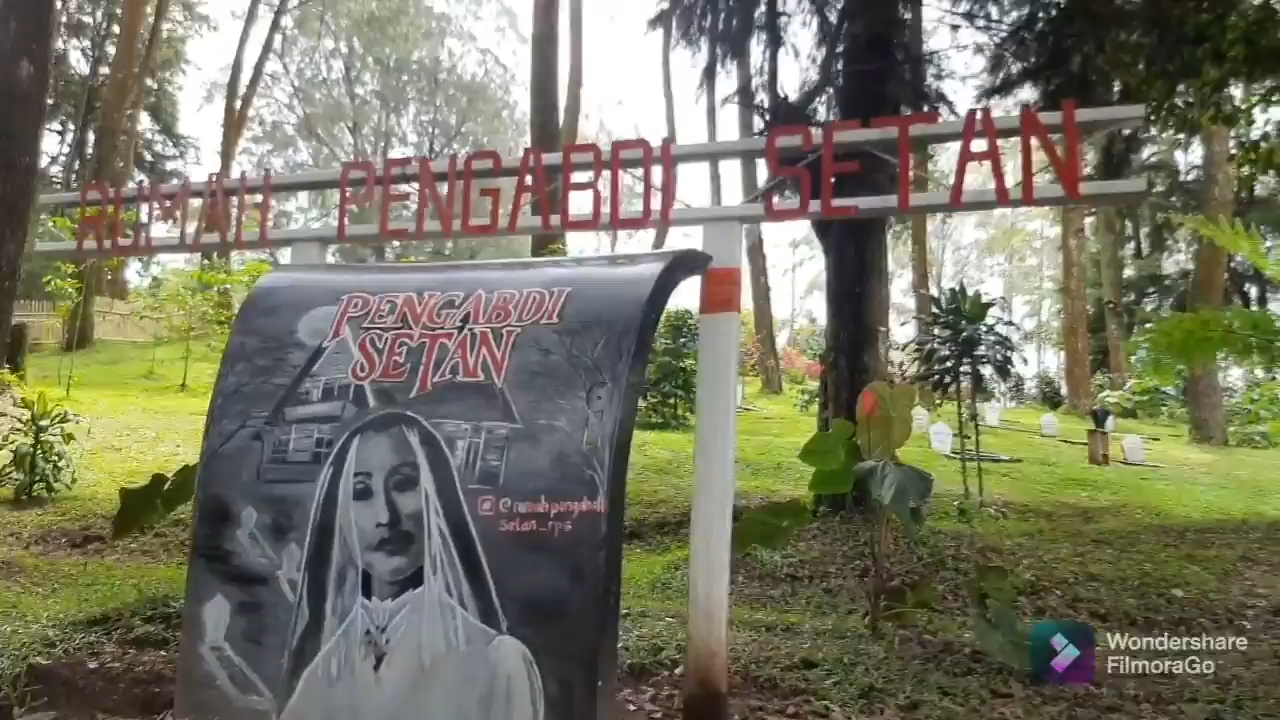 RUMAH PENGABDI SETAN
PENGABDI
SETAN
@rumahpengabdi
setan_rps
Wondershare
FilmoraGo